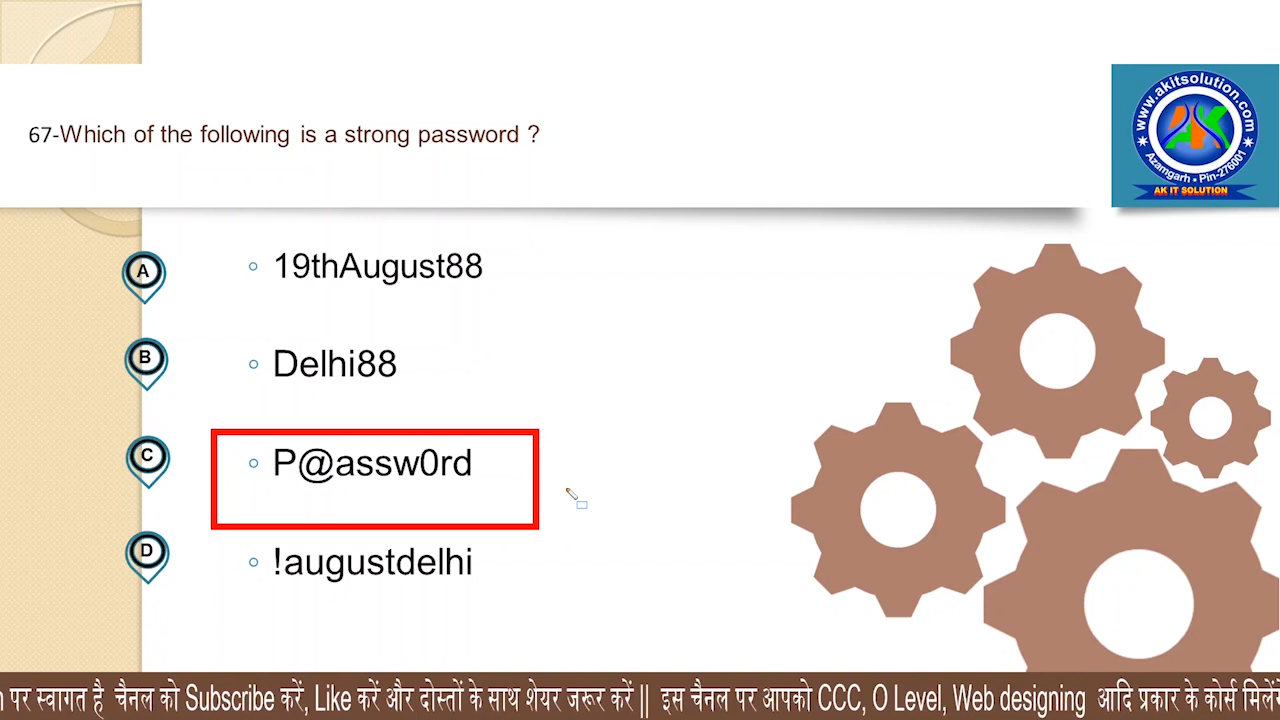 67-Which of the following is a strong password ?
www.akitsolution.com
AK
Azamgarh • Pin-276001
AK IT SOLUTION
A
19thAugust88
B
Delhi88
C
P@assw0rd
D
!augustdelhi
पर स्वागत है चैनल को Subscribe करें, Like करें और दोस्तों के साथ शेयर जरूर करें || इस चैनल पर आपको CCC, O Level, Web designing आदि प्रकार के कोर्स